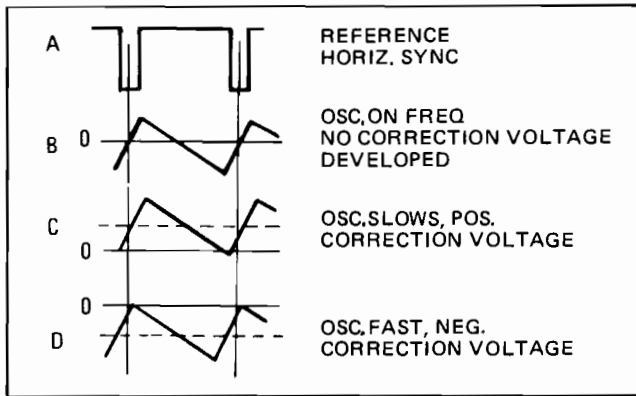 A REFERENCE
HORIZ. SYNC
OSC. ON FREQ
B 0 NO CORRECTION VOLTAGE
DEVELOPED
C OSC. SLOWS, POS.
0 CORRECTION VOLTAGE
0
D OSC. FAST, NEG.
CORRECTION VOLTAGE